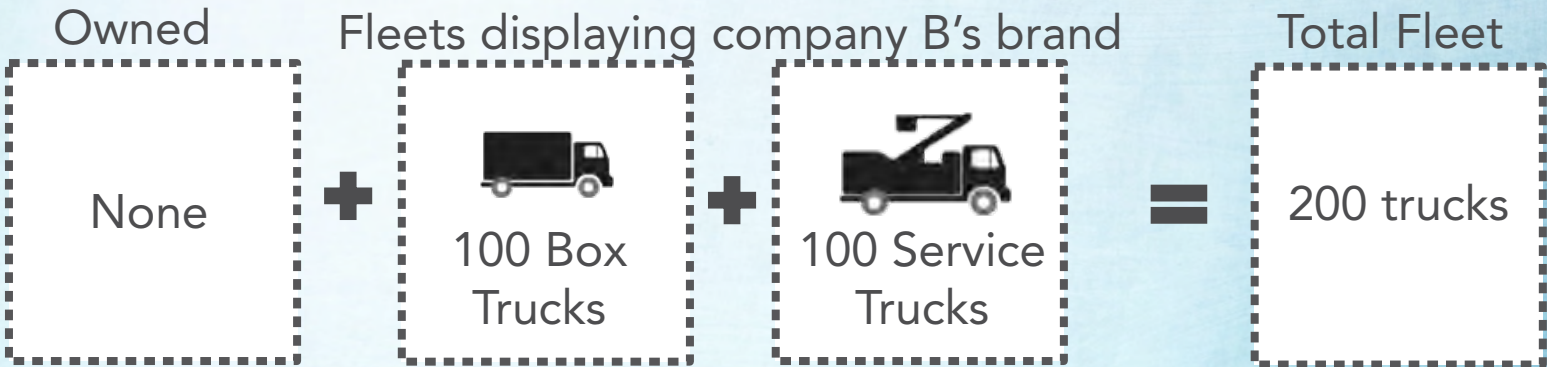 Owned
Fleets displaying company B's brand
Total Fleet
None
100 Box
Trucks
100 Service
Trucks
200 trucks